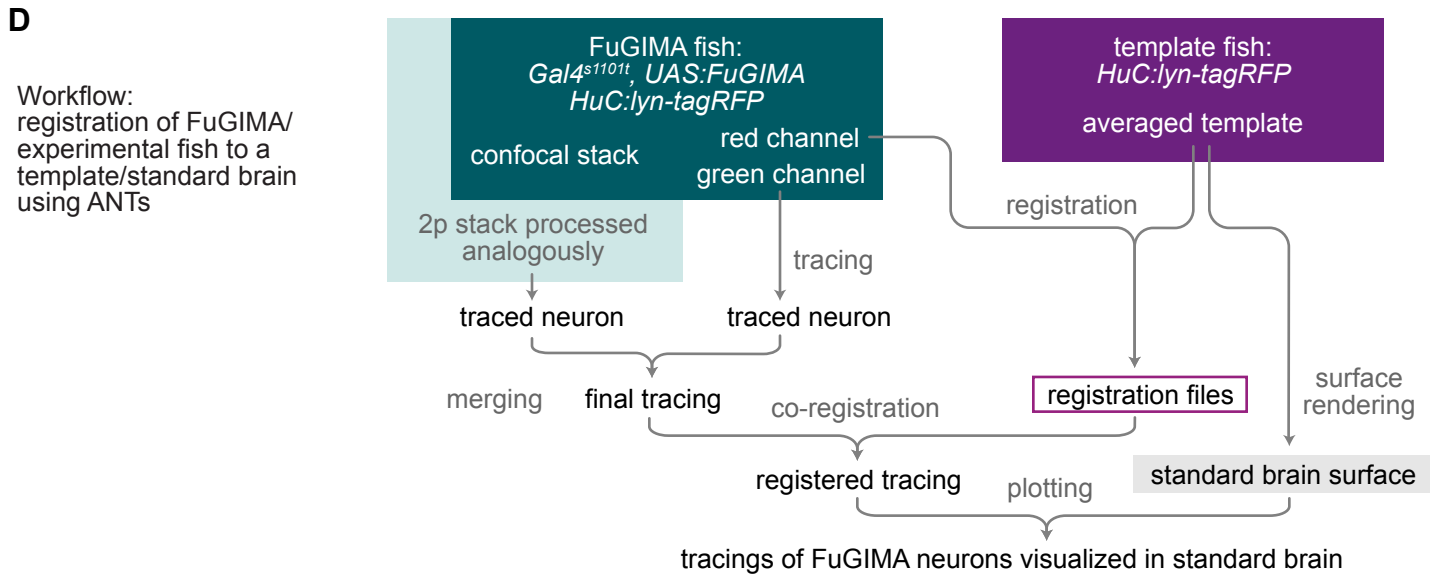 D
Workflow:
registration of FuGIMA/
experimental fish to a
template/standard brain
using ANTs
FuGIMA fish:
Gal4s1101t, UAS:FuGIMA
HuC:lyn-tagRFP
confocal stack
red channel
green channel
template fish:
HuC:lyn-tagRFP
averaged template
2p stack processed
analogously
registration
tracing
traced neuron
traced neuron
merging
final tracing
co-registration
registration files
surface
rendering
registered tracing
plotting
standard brain surface
tracings of FuGIMA neurons visualized in standard brain